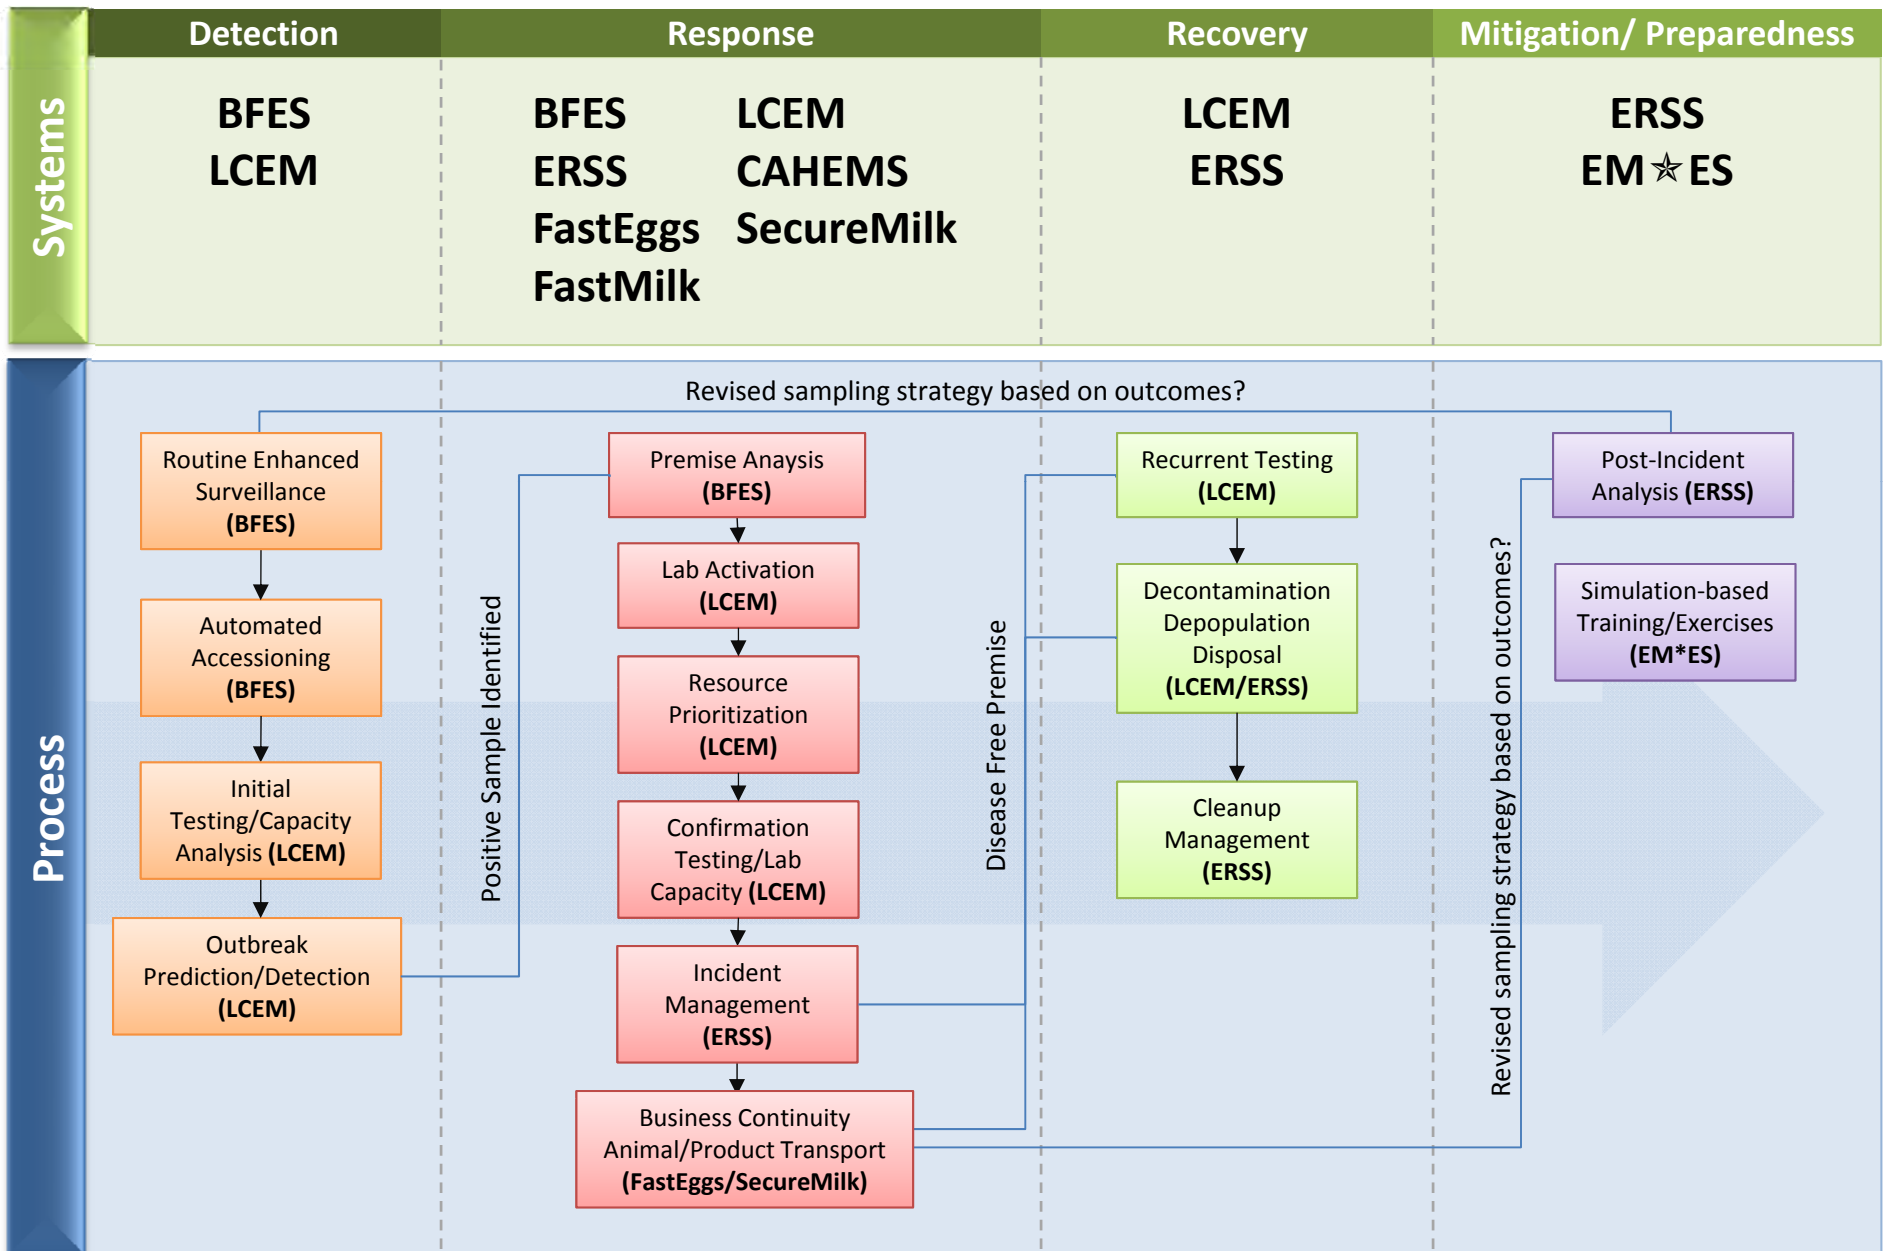 Detection
Response
Recovery
Mitigation/ Preparedness
Systems
BFES
LCEM
BFES
ERSS
FastEggs
FastMilk
LCEM
CAHEMS
SecureMilk
LCEM
ERSS
ERSS
EM✯ES
Process
Revised sampling strategy based on outcomes?
Routine Enhanced
Surveillance
(BFES)
Automated
Accessioning
(BFES)
Initial
Testing/Capacity
Analysis (LCEM)
Outbreak
Prediction/Detection
(LCEM)
Positive Sample Identified
Premise Anaysis
(BFES)
Lab Activation
(LCEM)
Resource
Prioritization
(LCEM)
Confirmation
Testing/Lab
Capacity (LCEM)
Incident
Management
(ERSS)
Business Continuity
Animal/Product Transport
(FastEggs/SecureMilk)
Disease Free Premise
Recurrent Testing
(LCEM)
Decontamination
Depopulation
Disposal
(LCEM/ERSS)
Cleanup
Management
(ERSS)
Revised sampling strategy based on outcomes?
Post-Incident
Analysis (ERSS)
Simulation-based
Training/Exercises
(EM*ES)